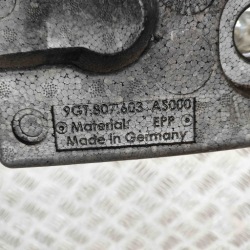 9GT 807 603 A5000
Material: EPP
Made in Germany